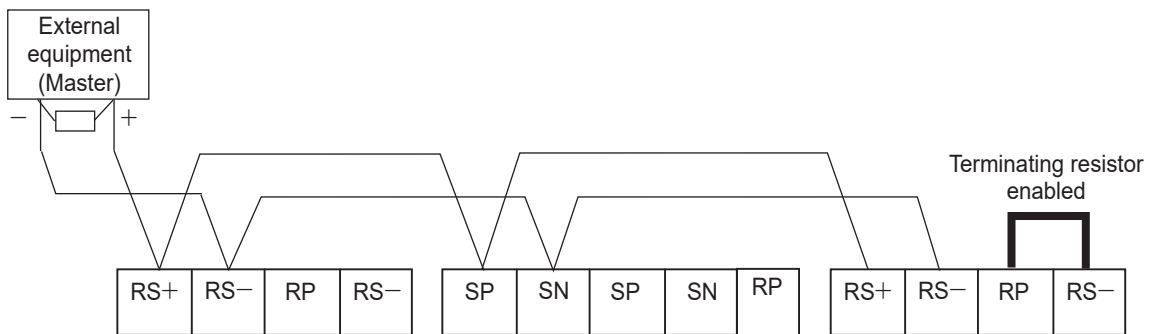 External
equipment
(Master)
− +
Terminating resistor
enabled
RS+ RS− RP RS− SP SN SP SN RP RS+ RS− RP RS−